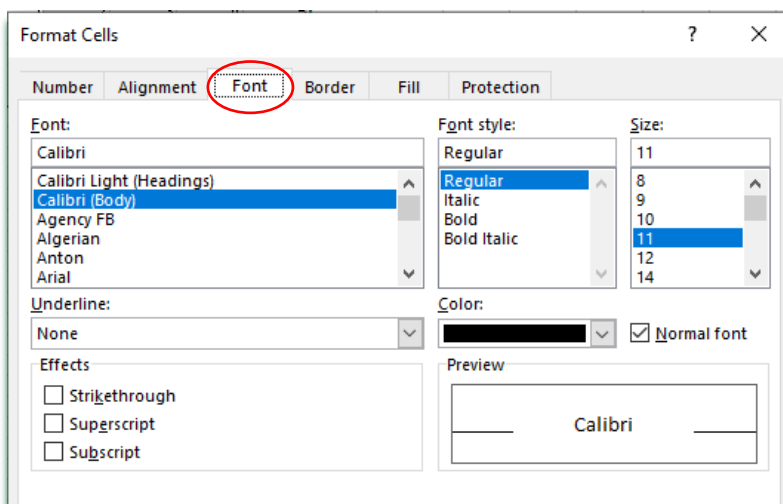 Format Cells ?
Number Alignment Font Border Fill Protection
Font: Font style: Size:
Calibri Regular 11
Calibri Light (Headings) Regular 8
Calibri (Body) Italic 9
Agency FB Bold 10
Algerian Bold Italic 11
Anton 12
Arial 14
Underline: Color:
None Normal font
Effects Preview
Strikethrough
Superscript Calibri
Subscript